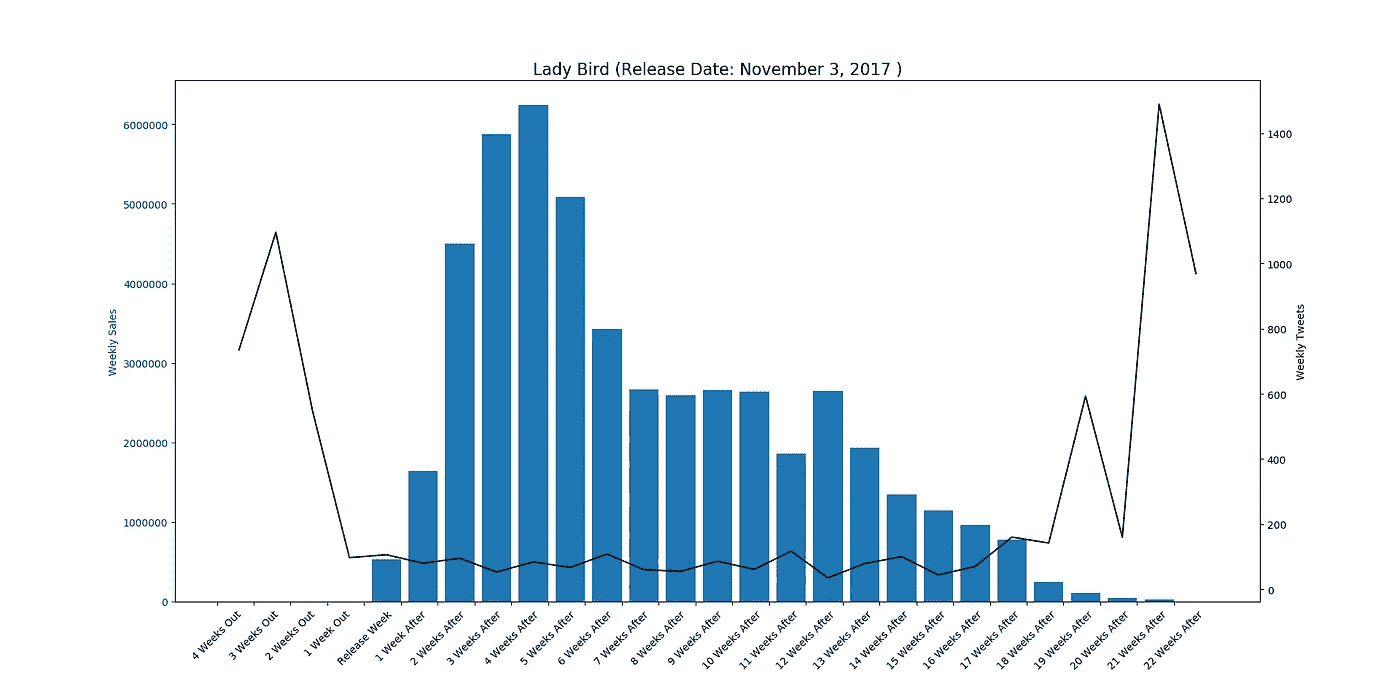 Lady Bird (Release Date: November 3, 2017 )
6000000
5000000
4000000
3000000
2000000
1000000
0
Weekly Sales
1400
1200
1000
800
600
400
200
0
Weekly Tweets
4 Weeks Out
3 Weeks Out
2 Weeks Out
1 Week Out
Release Week
1 Week After
2 Weeks After
3 Weeks After
4 Weeks After
5 Weeks After
6 Weeks After
7 Weeks After
8 Weeks After
9 Weeks After
10 Weeks After
11 Weeks After
12 Weeks After
13 Weeks After
14 Weeks After
15 Weeks After
16 Weeks After
17 Weeks After
18 Weeks After
19 Weeks After
20 Weeks After
21 Weeks After
22 Weeks After